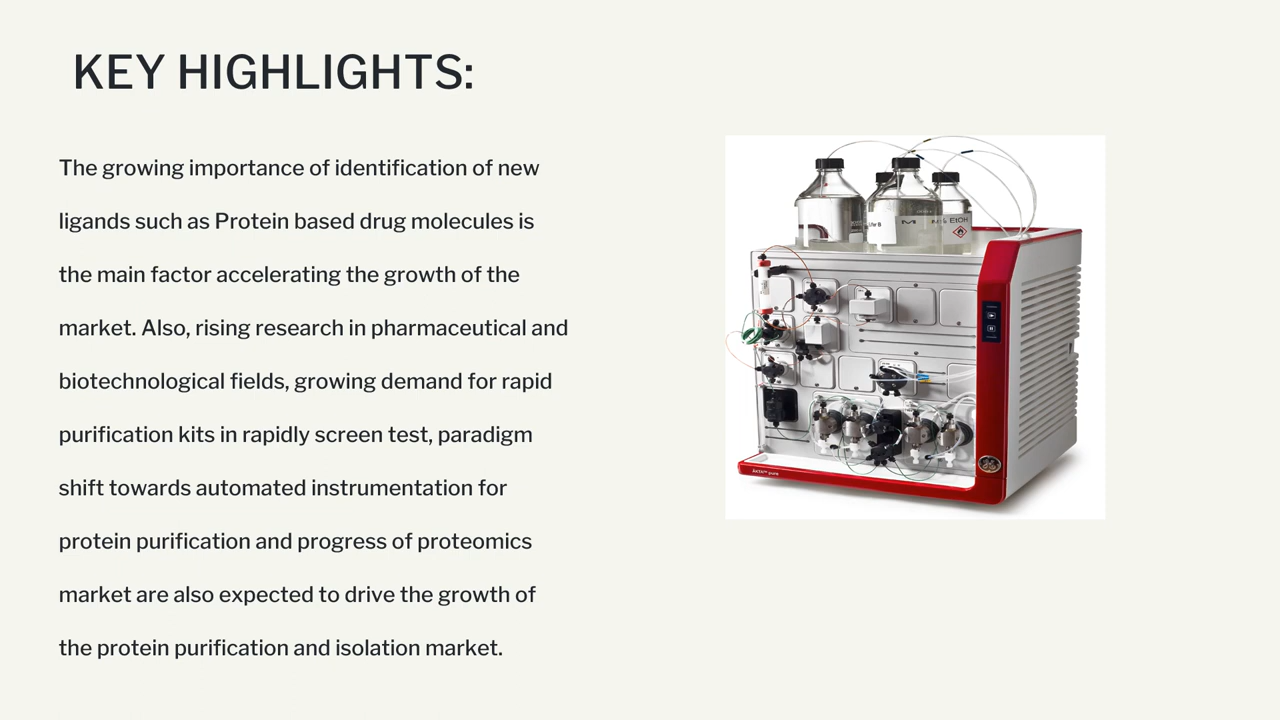 KEY HIGHLIGHTS:
The growing importance of identification of new
ligands such as Protein based drug molecules is
the main factor accelerating the growth of the
market. Also, rising research in pharmaceutical and
biotechnological fields, growing demand for rapid
purification kits in rapidly screen test, paradigm
shift towards automated instrumentation for
protein purification and progress of proteomics
market are also expected to drive the growth of
the protein purification and isolation market.
EtOH
ÄKTA™ pure